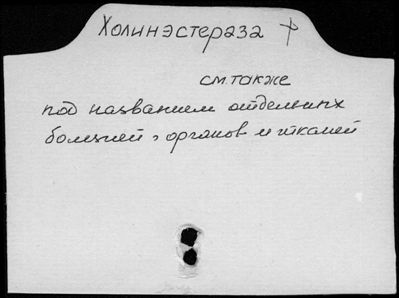 Холинэстераза
см. также
под названием отдельных
болезней, органов и тканей